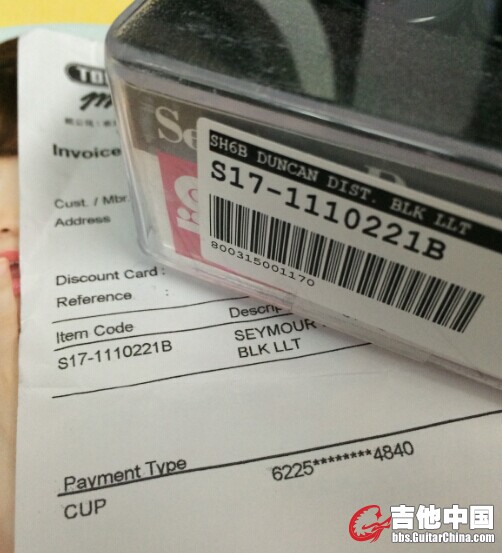 Invoice
Cust. / Mbr.
Address
Discount Card :
Reference :
Item Code
S17-1110221B
SEYMOUR
BLK LLT
Payment Type
6225********4840
CUP
SH6B DUNCAN DIST. BLK LLT
S17-1110221B
800315001170
吉他中国
bbs.GuitarChina.com